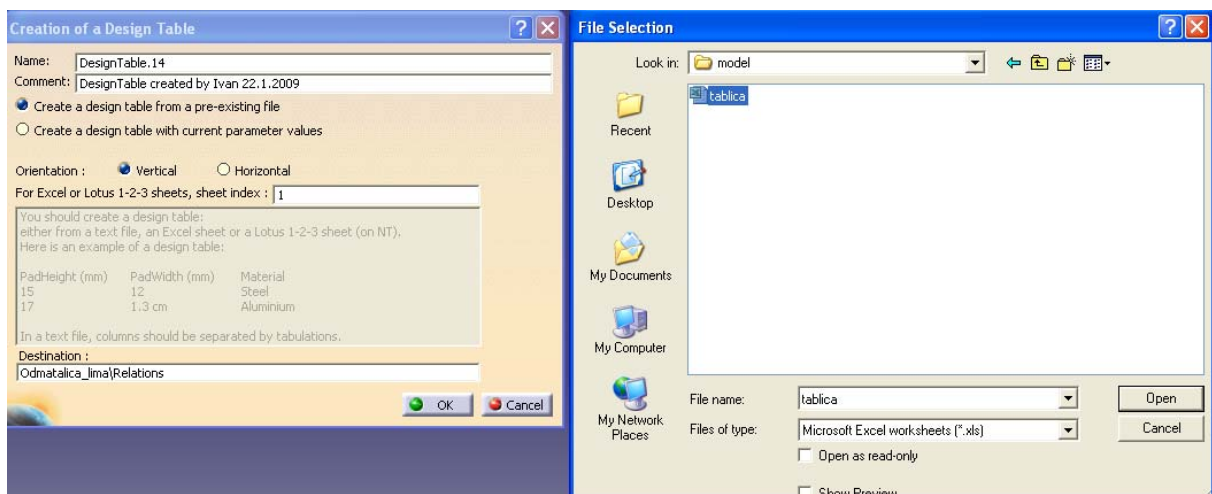 Creation of a Design Table
Name: DesignTable.14
Comment: DesignTable created by Ivan 22.1.2009
Create a design table from a pre-existing file
Create a design table with current parameter values
Orientation : Vertical Horizontal
For Excel or Lotus 1-2-3 sheets, sheet index : 1
You should create a design table:
either from a text file, an Excel sheet or a Lotus 1-2-3 sheet (on NT).
Here is an example of a design table:
PadHeight (mm) PadWidth (mm) Material
15 12 Steel
17 1.3 cm Aluminium
In a text file, columns should be separated by tabulations.
Destination :
Odmatalica_lima\Relations
OK Cancel
File Selection
Look in: model
tablica
Recent
Desktop
My Documents
My Computer
My Network
Places
File name: tablica Open
Files of type: Microsoft Excel worksheets (*.xls) Cancel
Open as read-only
Show Preview